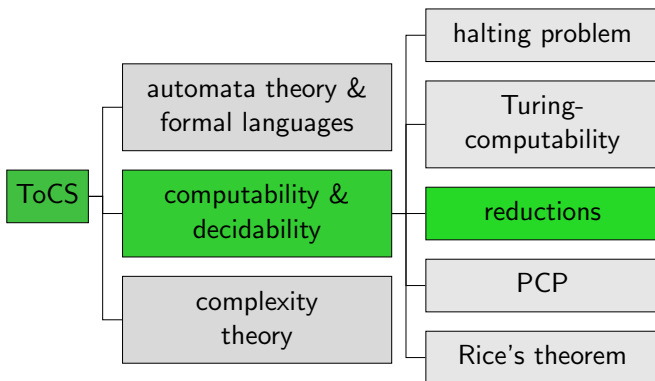 ToCS
automata theory &
formal languages
computability &
decidability
complexity
theory
halting problem
Turing-
computability
reductions
PCP
Rice's theorem